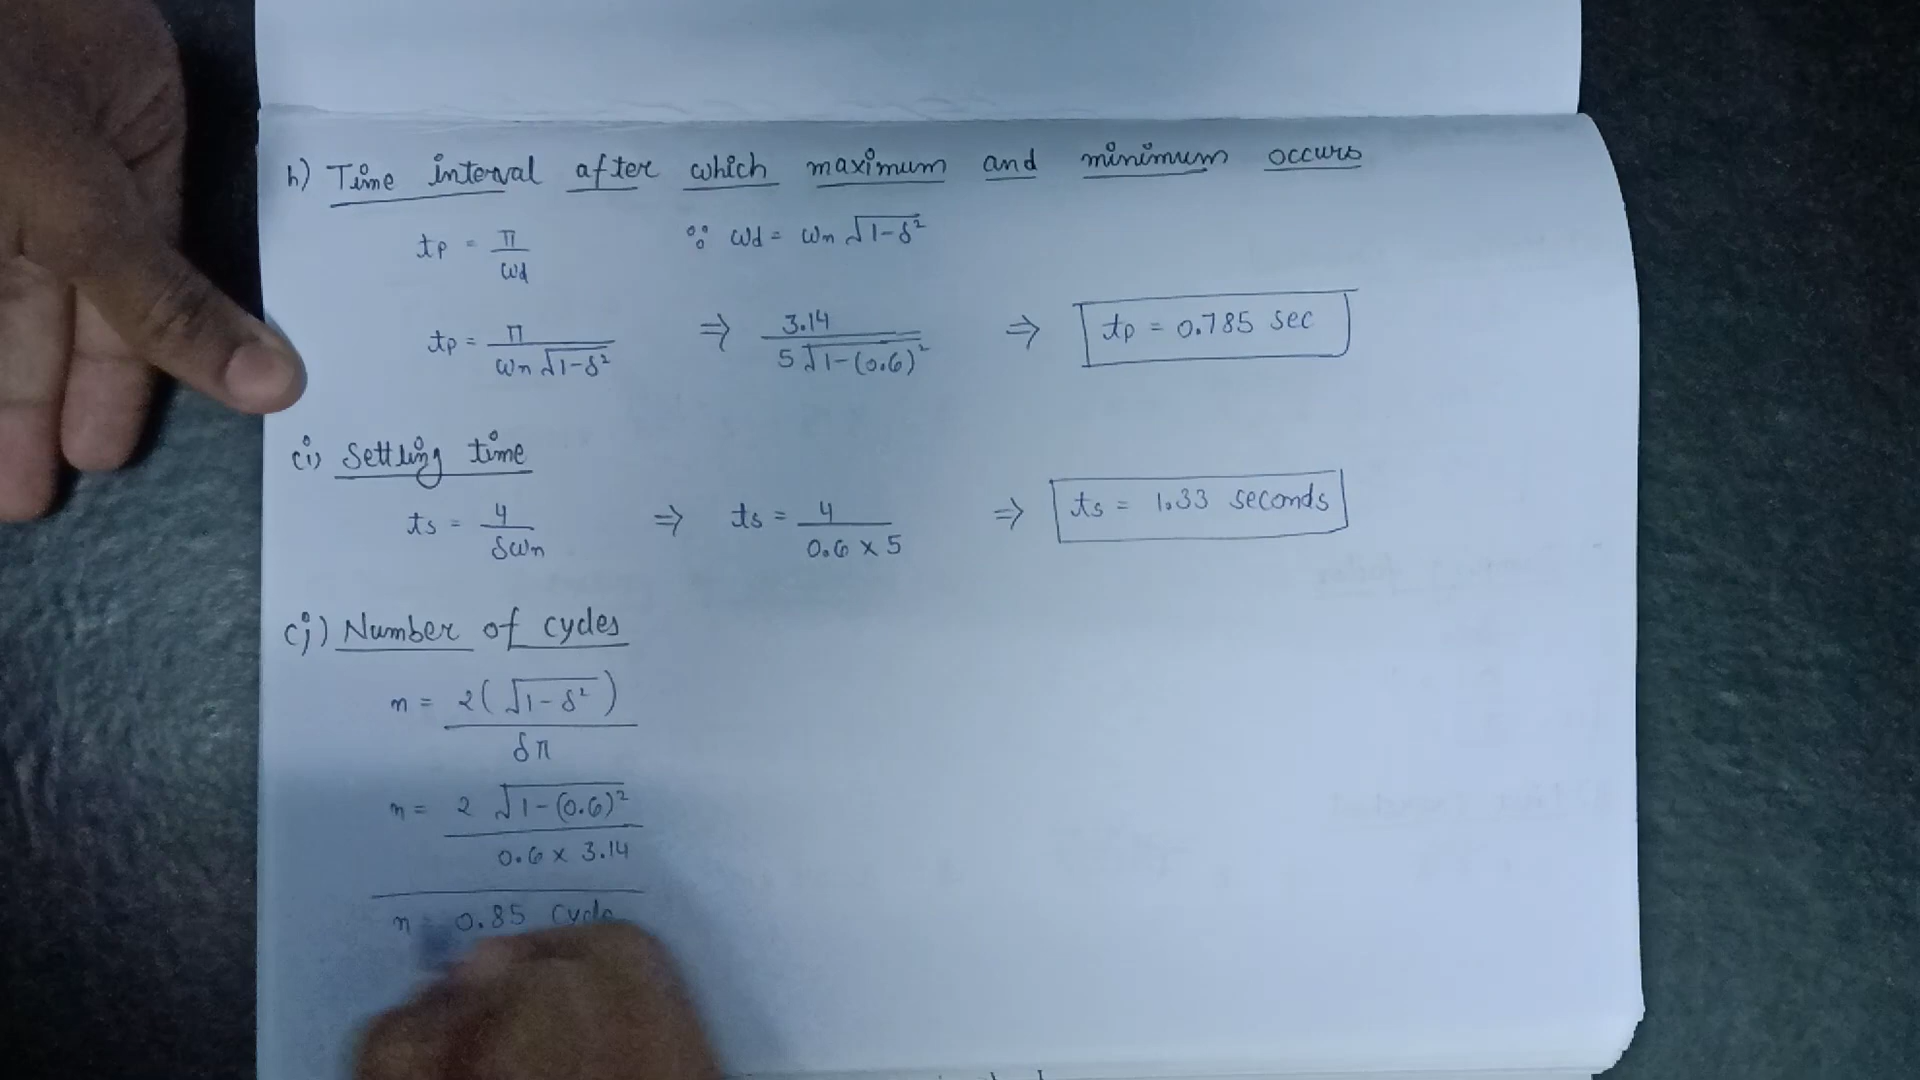 h) Time interval after which maximum and minimum occurs
tp = π/ωd ∵ ωd = ωn √1-δ²
tp = π/ωn √1-δ² ⇒ 3.14/5 √1-(0.6)² ⇒ tp = 0.785 sec
(i) Settling time
ts = 4/δωn ⇒ ts = 4/0.6 x 5 ⇒ ts = 1.33 seconds
(j) Number of cycles
n = 2(√1-δ²)/δπ
n = 2 √1-(0.6)²/0.6 x 3.14
n = 0.85